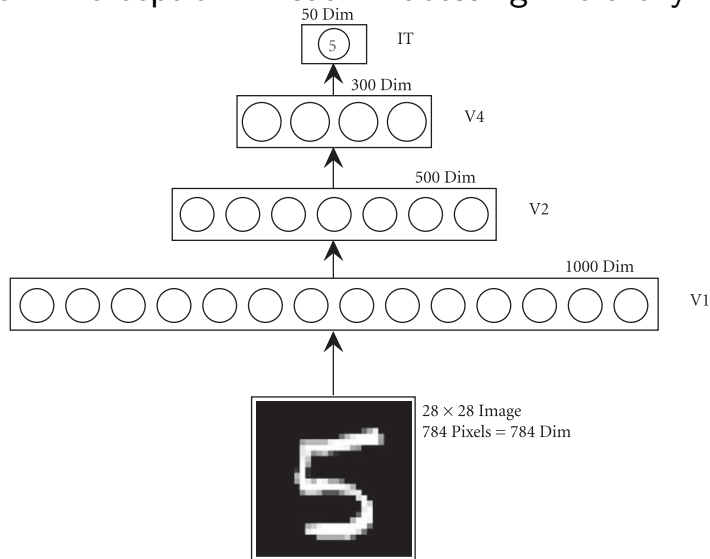 50 Dim
5
IT
300 Dim
V4
500 Dim
V2
1000 Dim
V1
28 × 28 Image
784 Pixels = 784 Dim
5